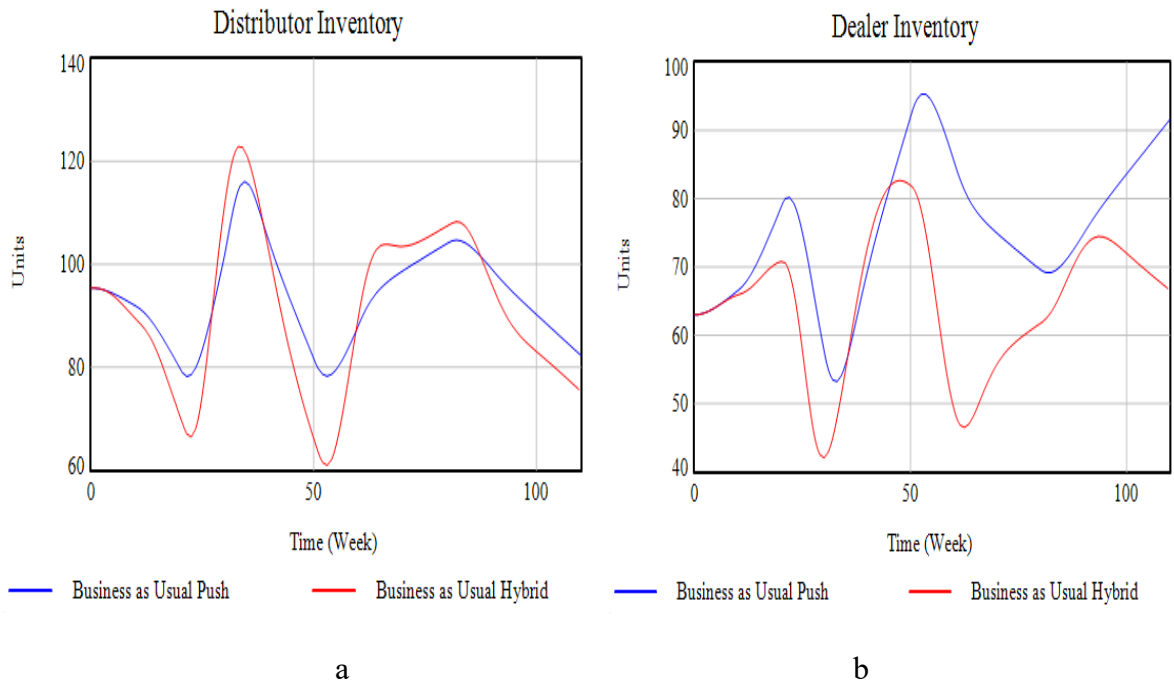 Distributor Inventory
140
120
100
80
60
Units
0
50
100
Time (Week)
Business as Usual Push
Business as Usual Hybrid
a
Dealer Inventory
100
90
80
70
60
50
40
Units
0
50
100
Time (Week)
Business as Usual Push
Business as Usual Hybrid
b